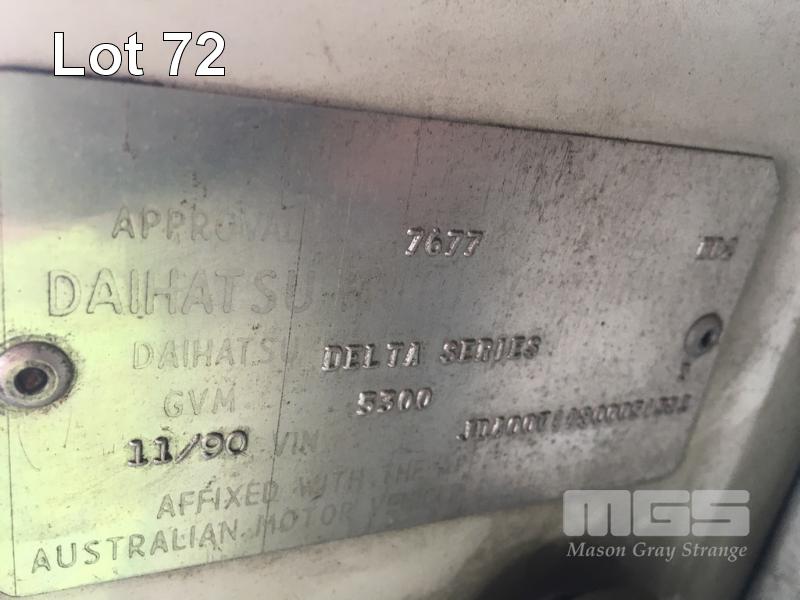 Lot 72
APPROVAL 7677
DAIHATSU
DAIHATSU DELTA SERIES
GVM 5300
11/90 VIN
AFFIXED WITH THE
AUSTRALIAN MOTOR
MGS
Mason Gray Strange